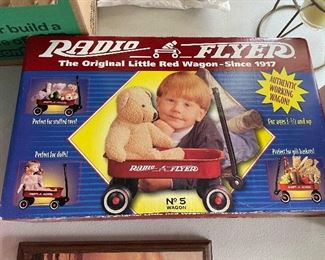 build a
e of
RADIO FLYER
The Original Little Red Wagon-Since 1917
AUTHENTIC
WORKING
WAGON!
Perfect for stuffed toys!
For ages 1-1/2 and up
Perfect for dolls!
RADIO FLYER
Nº 5
WAGON
Perfect for gift baskets!